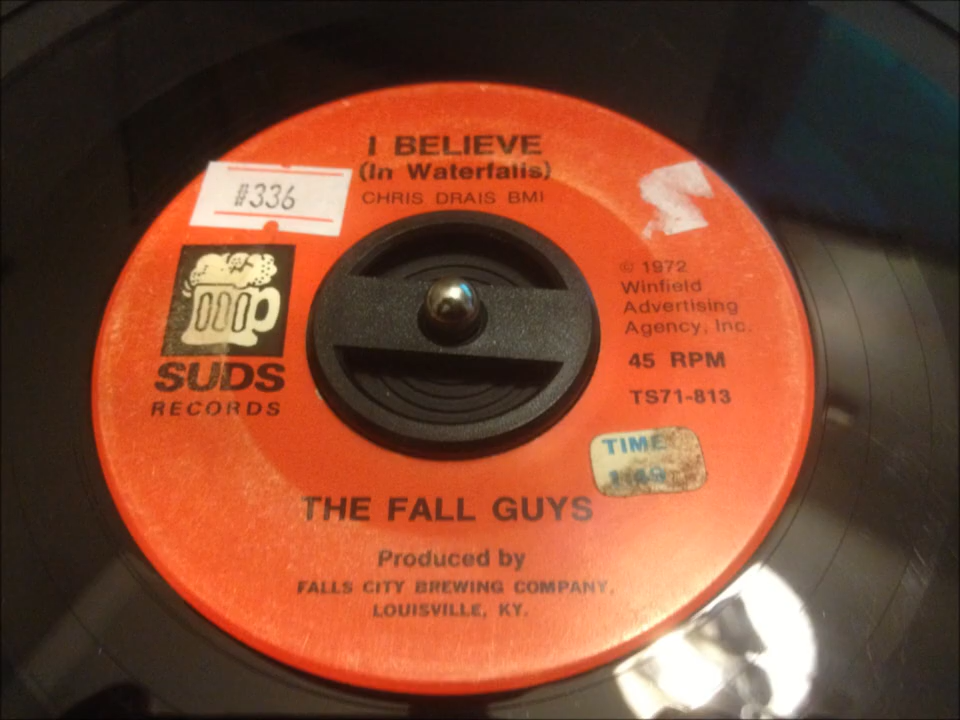 I BELIEVE
(In Waterfalls)
CHRIS DRAIS BMI
#336
© 1972
Winfield
Advertising
Agency, Inc.
45 RPM
TS71-813
SUDS
RECORDS
TIME
THE FALL GUYS
Produced by
FALLS CITY BREWING COMPANY,
LOUISVILLE, KY.